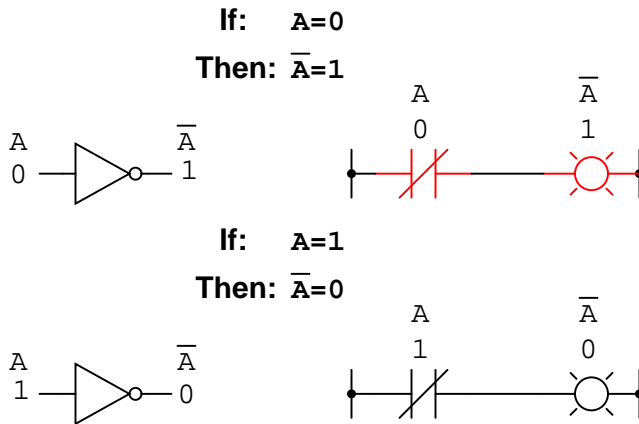 If: A=0
Then: A̅=1
A A̅
0 1
A A̅
0 1
If: A=1
Then: A̅=0
A A̅
1 0
A A̅
1 0